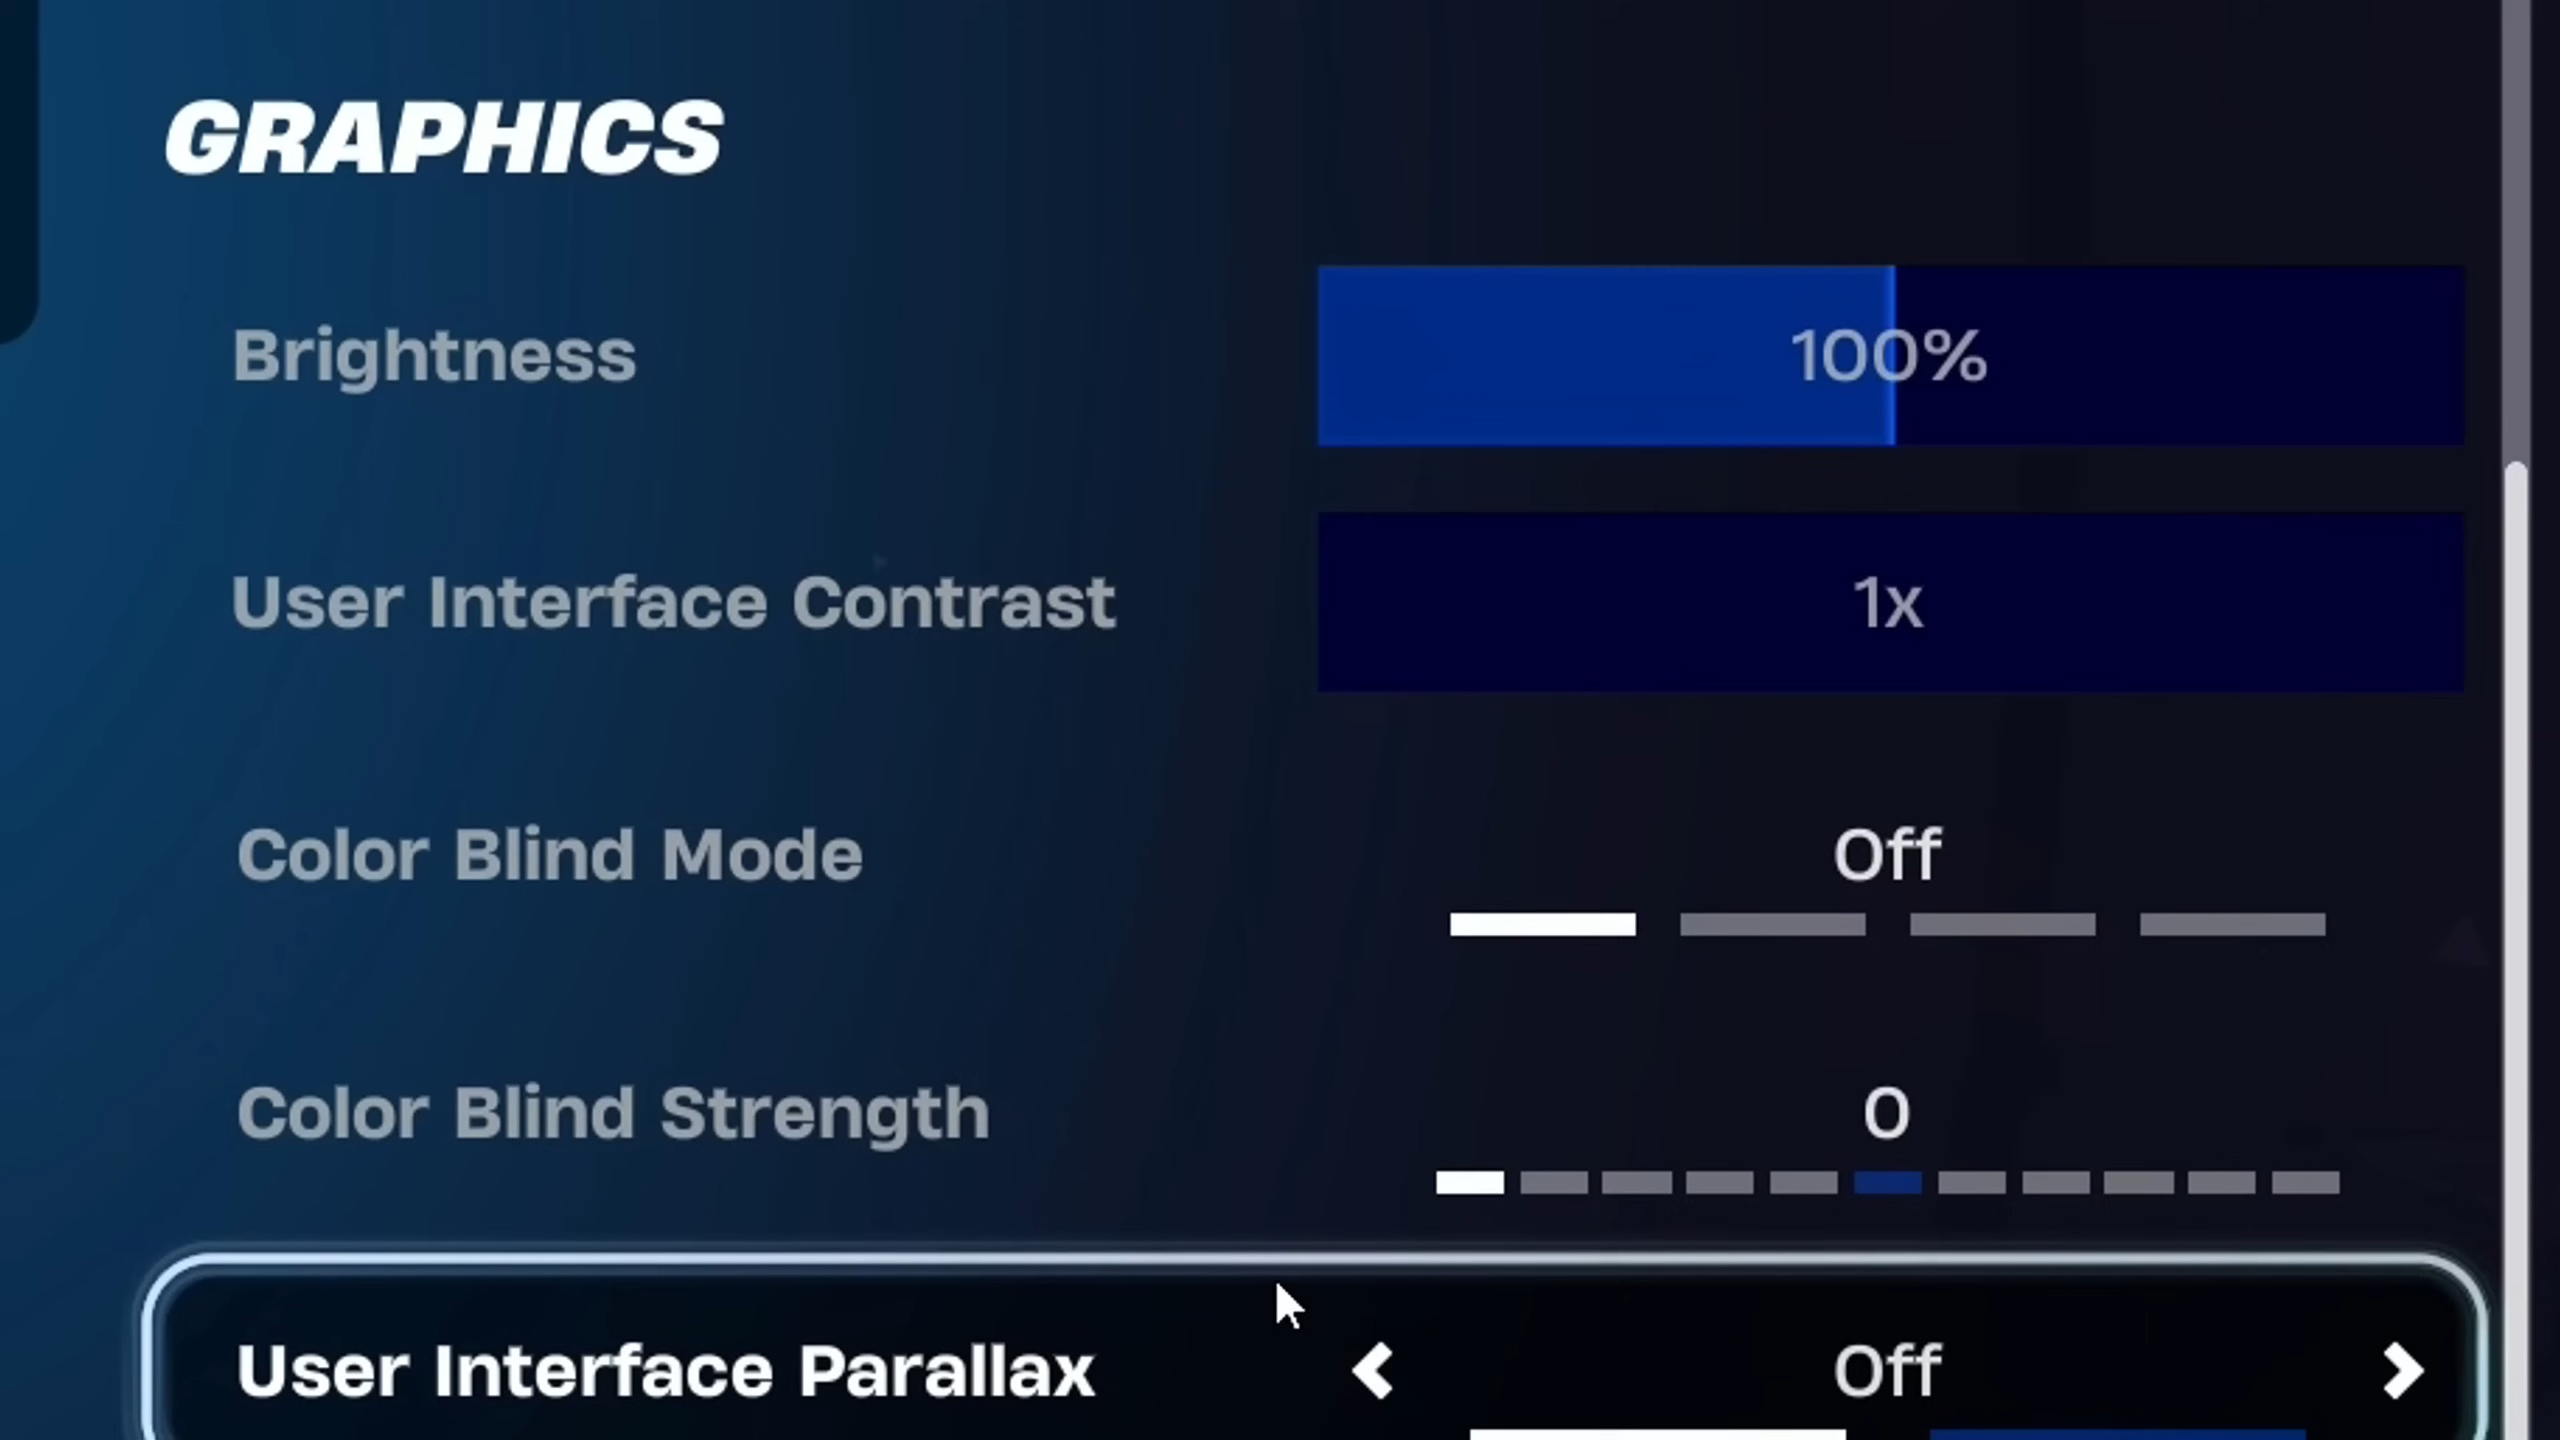 GRAPHICS
Brightness 100%
User Interface Contrast 1x
Color Blind Mode Off
Color Blind Strength 0
User Interface Parallax Off